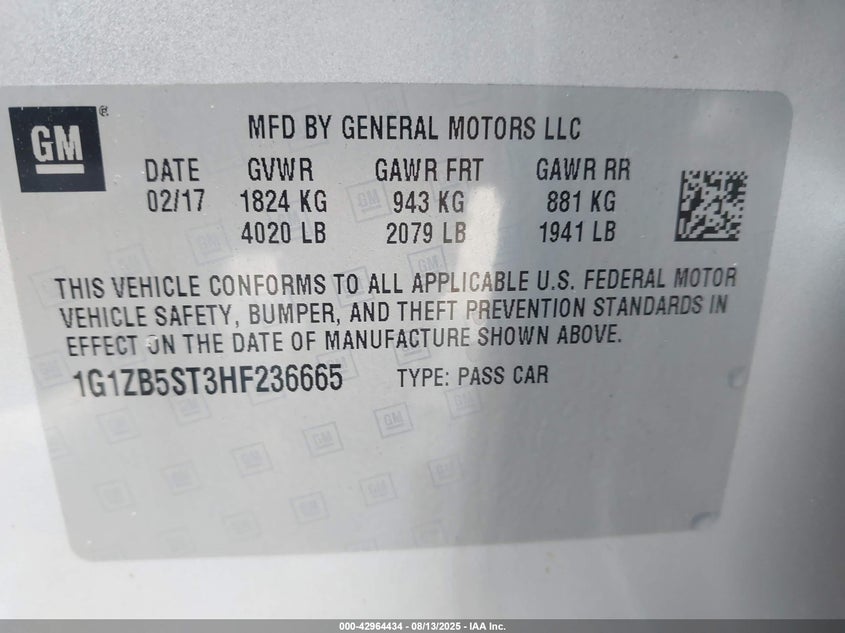 GM®
MFD BY GENERAL MOTORS LLC
DATE GVWR GAWR FRT GAWR RR
02/17 1824 KG 943 KG 881 KG
4020 LB 2079 LB 1941 LB
THIS VEHICLE CONFORMS TO ALL APPLICABLE U.S. FEDERAL MOTOR
VEHICLE SAFETY, BUMPER, AND THEFT PREVENTION STANDARDS IN
EFFECT ON THE DATE OF MANUFACTURE SHOWN ABOVE.
1G1ZB5ST3HF236665 TYPE: PASS CAR
000-42964434 - 08/13/2025 - IAA Inc.